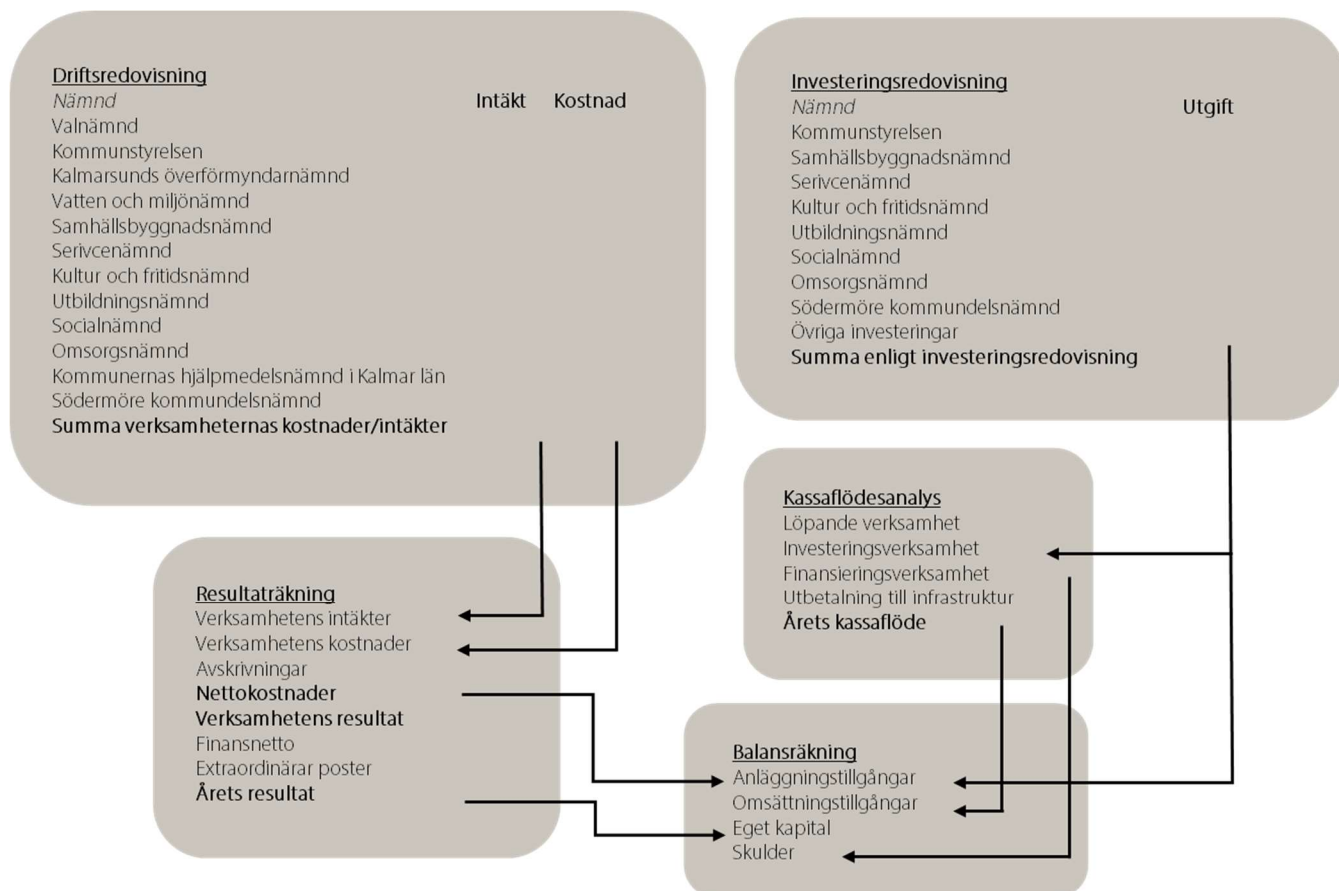 Driftsredovisning
Nämnd Intäkt Kostnad
Valnämnd
Kommunstyrelsen
Kalmarsunds överförmyndarnämnd
Vatten och miljönämnd
Samhällsbyggnadsnämnd
Serivcenämnd
Kultur och fritidsnämnd
Utbildningsnämnd
Socialnämnd
Omsorgsnämnd
Kommunernas hjälpmedelsnämnd i Kalmar län
Södermöre kommundelsnämnd
Summa verksamheternas kostnader/intäkter
Investeringsredovisning
Nämnd Utgift
Kommunstyrelsen
Samhällsbyggnadsnämnd
Serivcenämnd
Kultur och fritidsnämnd
Utbildningsnämnd
Socialnämnd
Omsorgsnämnd
Södermöre kommundelsnämnd
Övriga investeringar
Summa enligt investeringsredovisning
Kassaflödesanalys
Löpande verksamhet
Investeringsverksamhet
Finansieringsverksamhet
Utbetalning till infrastruktur
Årets kassaflöde
Resultaträkning
Verksamhetens intäkter
Verksamhetens kostnader
Avskrivningar
Nettokostnader
Verksamhetens resultat
Finansnetto
Extraordinärar poster
Årets resultat
Balansräkning
Anläggningstillgångar
Omsättningstillgångar
Eget kapital
Skulder